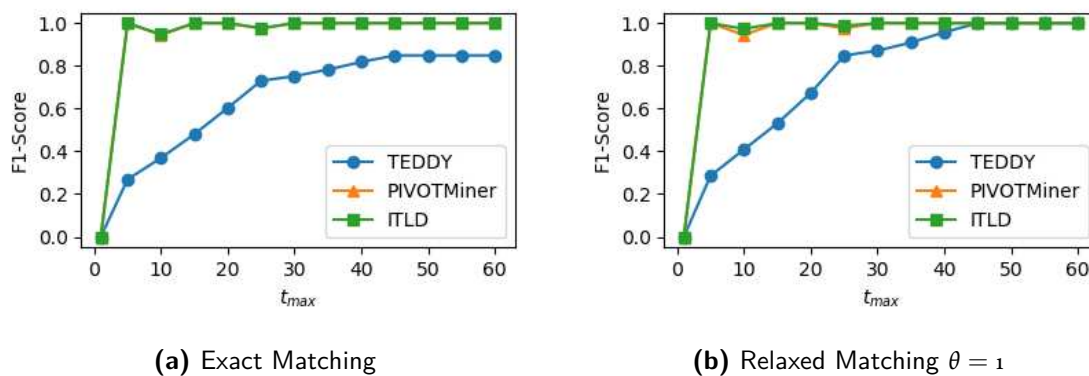 1.0
0.8
0.6
0.4
0.2
0.0
F1-Score
TEDDY
PIVOTMiner
ITLD
0 10 20 30 40 50 60
t_max
(a) Exact Matching
1.0
0.8
0.6
0.4
0.2
0.0
F1-Score
TEDDY
PIVOTMiner
ITLD
0 10 20 30 40 50 60
t_max
(b) Relaxed Matching θ = 1